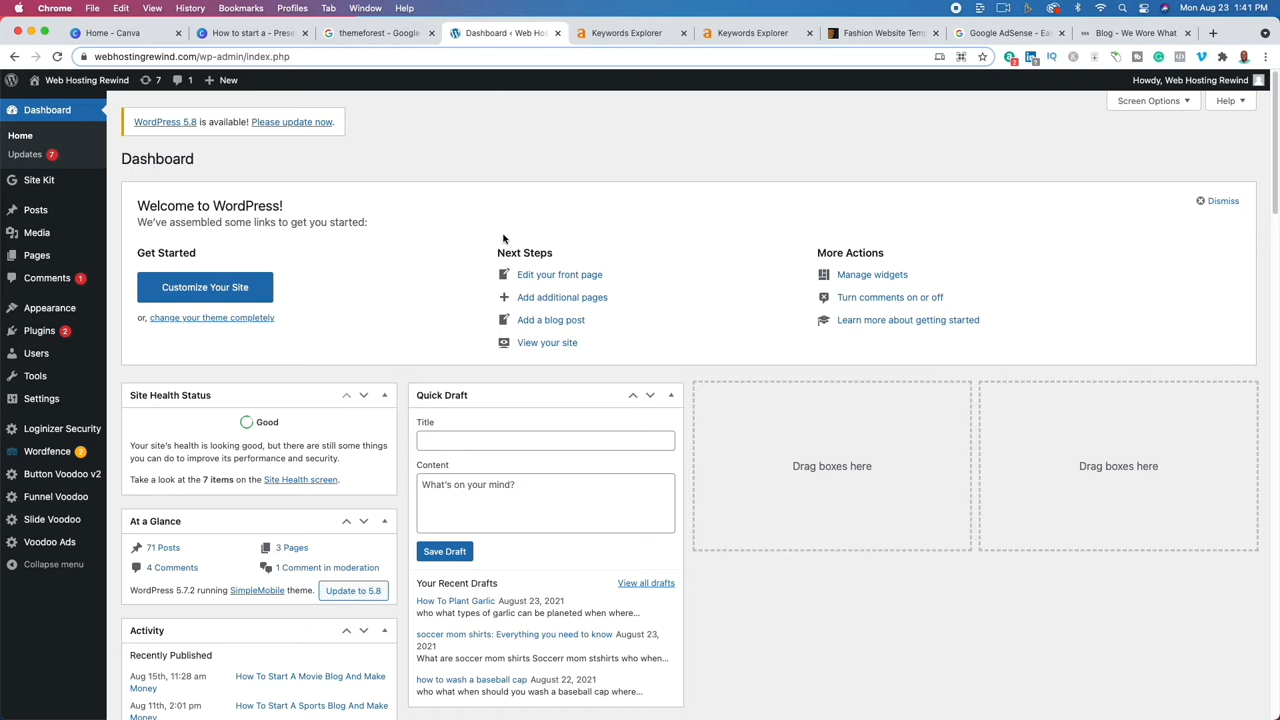 Chrome File Edit View History Bookmarks Profiles Tab Window Help Mon Aud 9 1:41 PM
Home - Canva
How to start a - Prese
themeforest - Google
Dashboard ‹ Web Hos
Keywords Explorer
Keywords Explorer
Fashion Website Temp
Google AdSense - Ea
Blog - We Wore What
webhostingrewind.com/wp-admin/index.php
Web Hosting Rewind 7 1 New
Howdy, Web Hosting Rewind
Dashboard
Home
Updates 7
Site Kit
Posts
Media
Pages
Comments 1
Appearance
Plugins 2
Users
Tools
Settings
Loginizer Security
Wordfence 2
Button Voodoo v2
Funnel Voodoo
Slide Voodoo
Voodoo Ads
Collapse menu
Screen Options Help
WordPress 5.8 is available! Please update now.
Dashboard
Welcome to WordPress!
Dismiss
We've assembled some links to get you started:
Get Started
Customize Your Site
or, change your theme completely
Next Steps
Edit your front page
Add additional pages
Add a blog post
View your site
More Actions
Manage widgets
Turn comments on or off
Learn more about getting started
Site Health Status
Good
Your site's health is looking good, but there are still some things
you can do to improve its performance and security.
Take a look at the 7 items on the Site Health screen.
At a Glance
71 Posts 3 Pages
4 Comments 1 Comment in moderation
WordPress 5.7.2 running SimpleMobile theme. Update to 5.8
Activity
Recently Published
Aug 15th, 11:28 am How To Start A Movie Blog And Make
Money
Aug 11th, 2:01 pm How To Start A Sports Blog And Make
Money
Quick Draft
Title
Content
What's on your mind?
Save Draft
Your Recent Drafts View all drafts
How To Plant Garlic August 23, 2021
who what types of garlic can be planeted when where...
soccer mom shirts: Everything you need to know August 23,
2021
What are soccer mom shirts Soccerr mom stshirts who when...
how to wash a baseball cap August 22, 2021
who what when should you wash a baseball cap where...
Drag boxes here
Drag boxes here